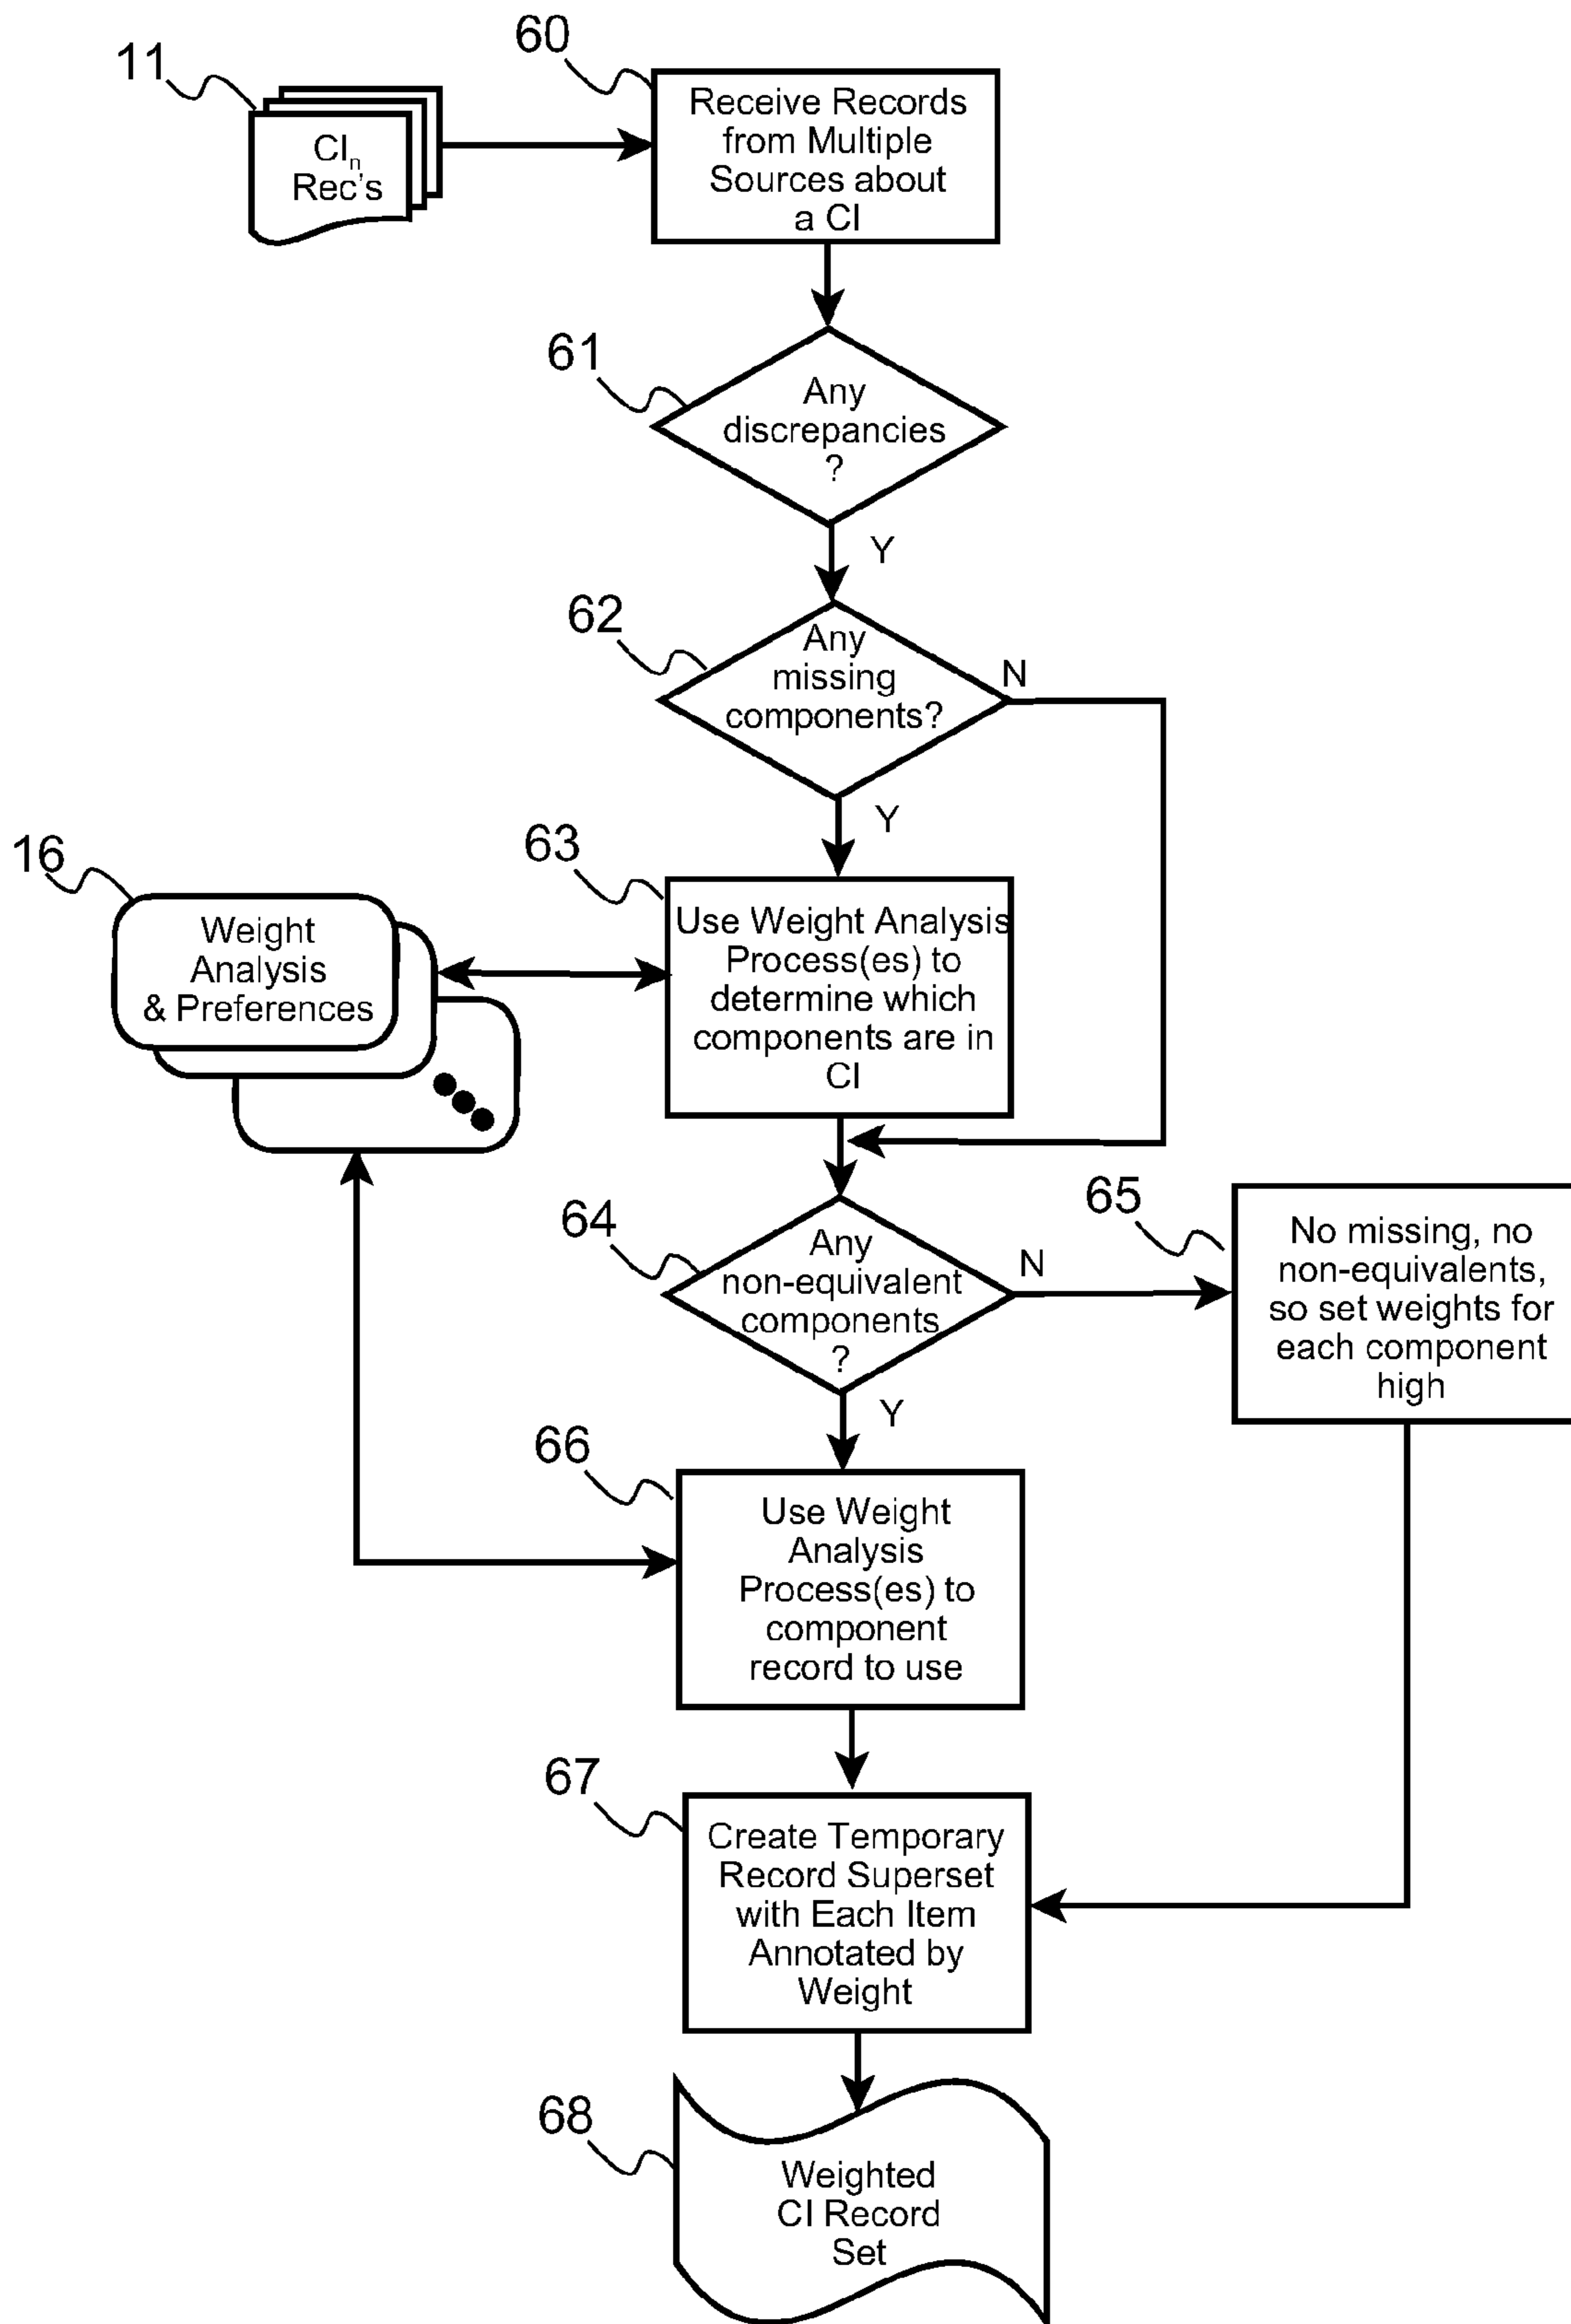 60
11
Receive Records
from Multiple
Sources about
a CI
CIn
Rec's
61
Any
discrepancies
?
Y
62
Any
missing
components?
N
Y
63
16
Use Weight Analysis
Process(es) to
determine which
components are in
CI
Weight
Analysis
& Preferences
64
Any
non-equivalent
components
?
N
65
No missing, no
non-equivalents,
so set weights for
each component
high
Y
66
Use Weight
Analysis
Process(es) to
component
record to use
67
Create Temporary
Record Superset
with Each Item
Annotated by
Weight
68
Weighted
CI Record
Set